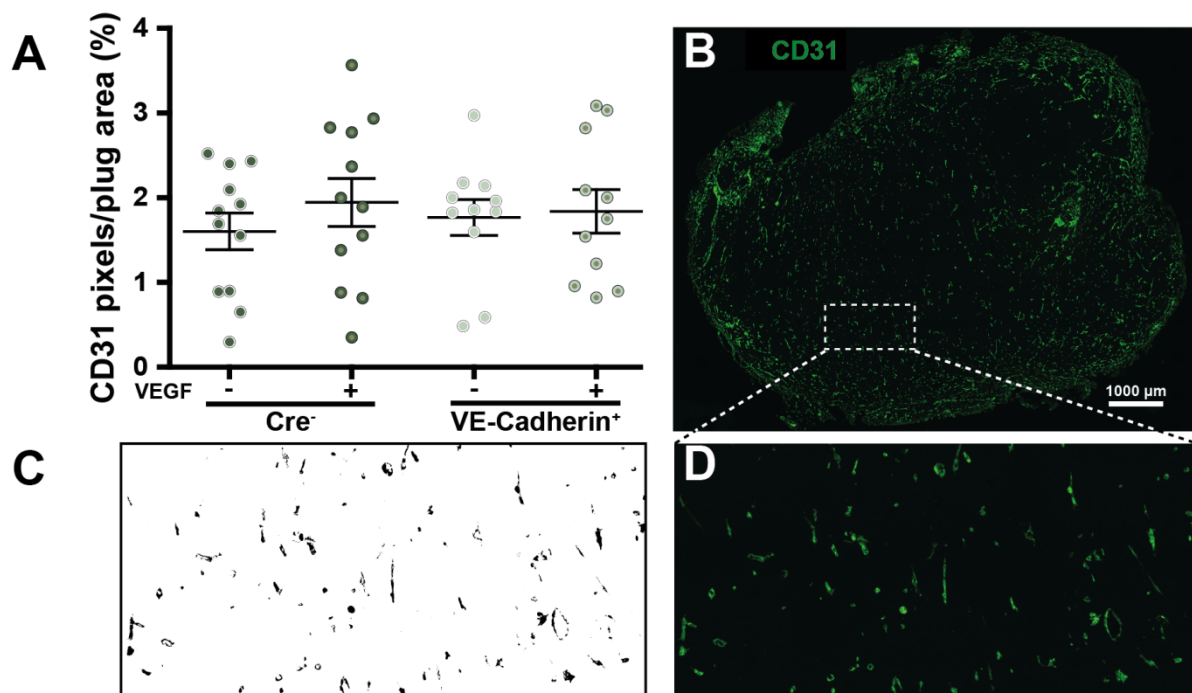 A
CD31 pixels/plug area (%)
4
3
2
1
0
VEGF - + - +
Cre⁻ VE-Cadherin⁺
B
CD31
1000 µm
C
D